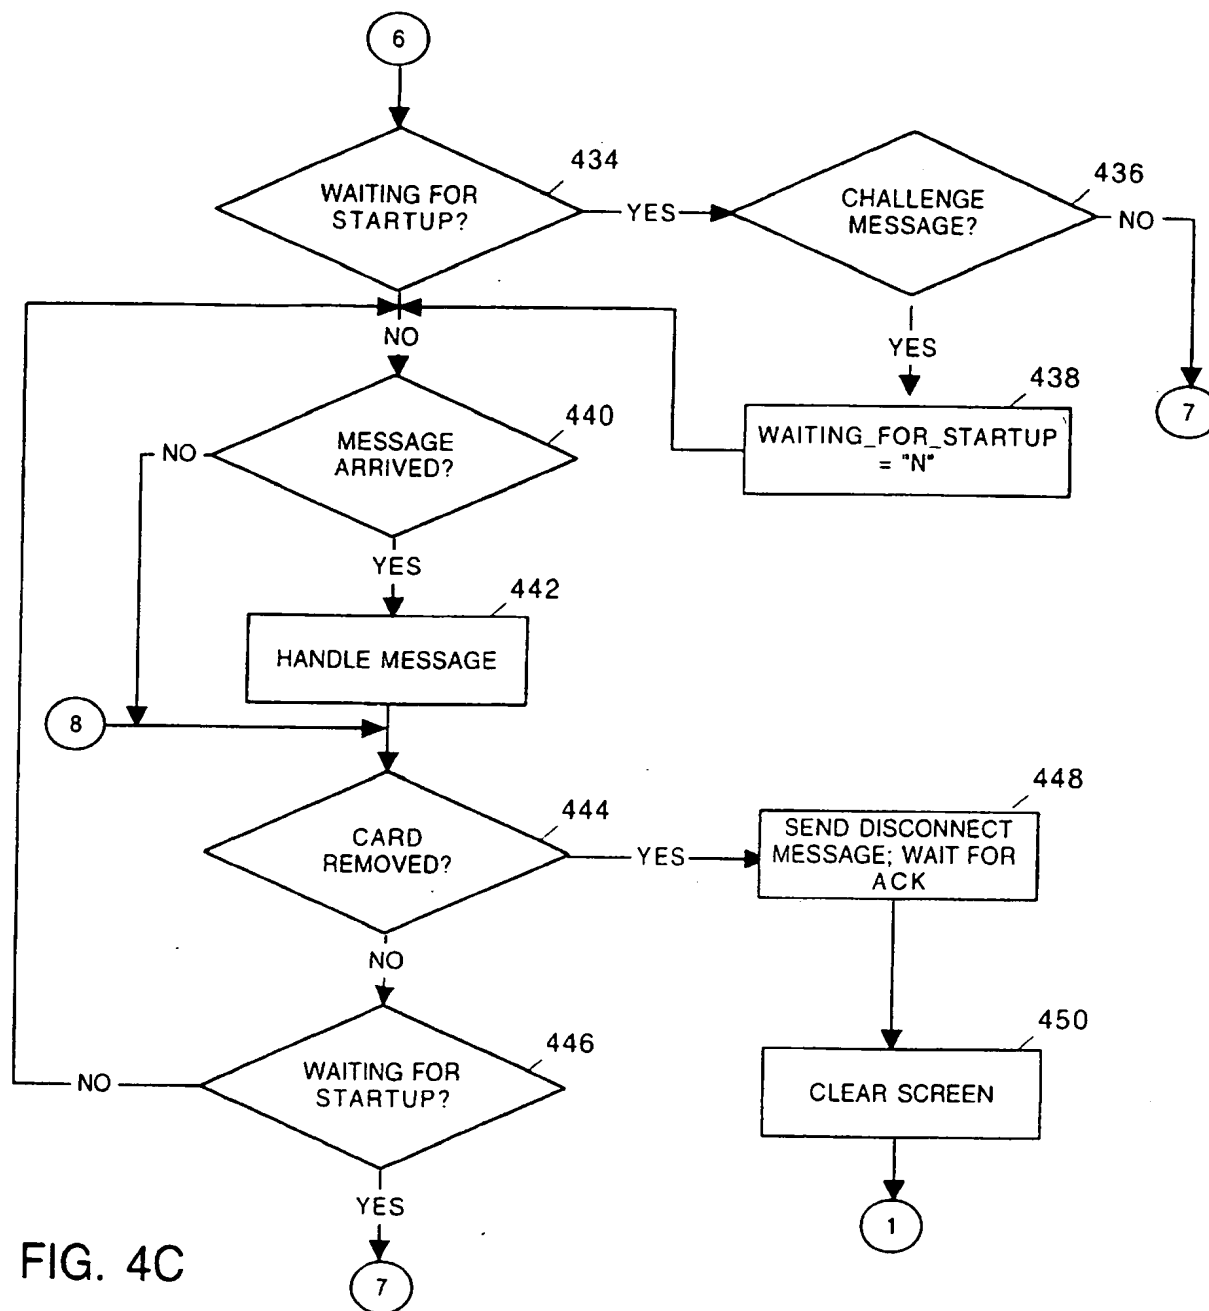 6
434
WAITING FOR
STARTUP?
YES
436
CHALLENGE
MESSAGE?
NO
NO
YES
7
438
WAITING_FOR_STARTUP
= "N"
440
MESSAGE
ARRIVED?
NO
YES
442
HANDLE MESSAGE
8
444
CARD
REMOVED?
YES
448
SEND DISCONNECT
MESSAGE; WAIT FOR
ACK
NO
446
WAITING FOR
STARTUP?
NO
450
CLEAR SCREEN
YES
1
7
FIG. 4C